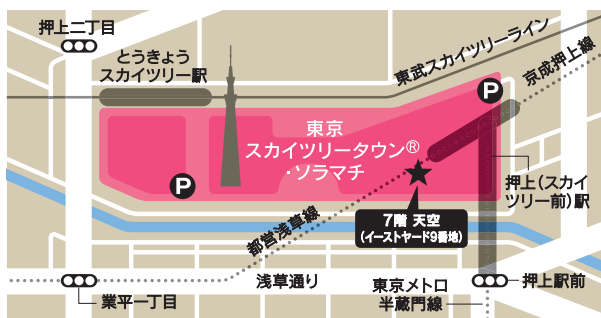 押上二丁目
とうきょう
スカイツリー駅
東武スカイツリーライン
京成押上線
P
東京
スカイツリータウン®
・ソラマチ
P
押上(スカイ
ツリー前)駅
7階 天空
(イーストヤード9番地)
都営浅草線
浅草通り
業平一丁目
東京メトロ
半蔵門線
押上駅前